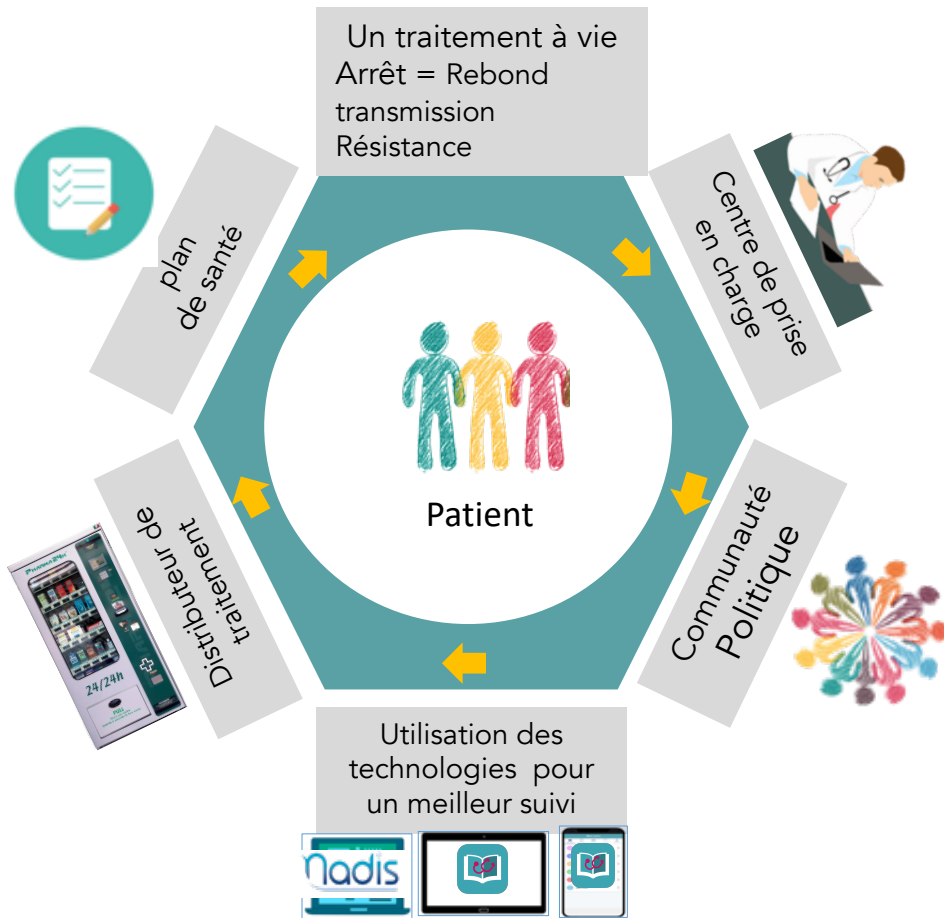 Un traitement à vie
Arrêt = Rebond
transmission
Résistance
Centre de prise
en charge
Communauté
Politique
Utilisation des
technologies pour
un meilleur suivi
nadis
Distributeur de
traitement
24/24h
plan
de santé
Patient